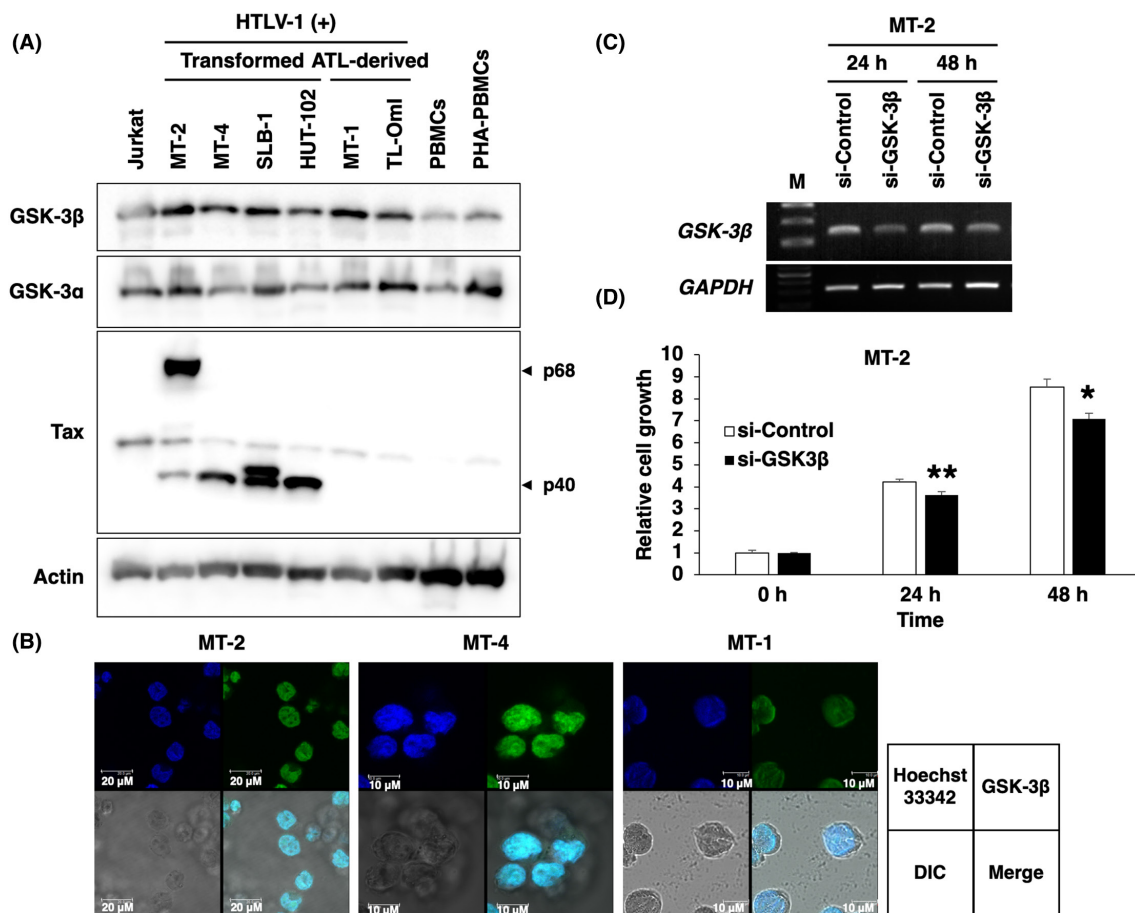 (A)
HTLV-1 (+)
Transformed ATL-derived
Jurkat
MT-2
MT-4
SLB-1
HUT-102
MT-1
TL-OmI
PBMCs
PHA-PBMCs
GSK-3β
GSK-3α
Tax
p68
p40
Actin
(C)
MT-2
24 h 48 h
M
si-Control
si-GSK-3β
si-Control
si-GSK-3β
GSK-3β
GAPDH
(D)
MT-2
Relative cell growth
10
9
8
7
6
5
4
3
2
1
0
si-Control
si-GSK3β
**
*
0 h 24 h 48 h
Time
(B)
MT-2 MT-4 MT-1
20 μM 20 μM 10 μM 10 μM 10 μM 10 μM
20 μM 20 μM 10 μM 10 μM 10 μM 10 μM
Hoechst
33342
GSK-3β
DIC Merge